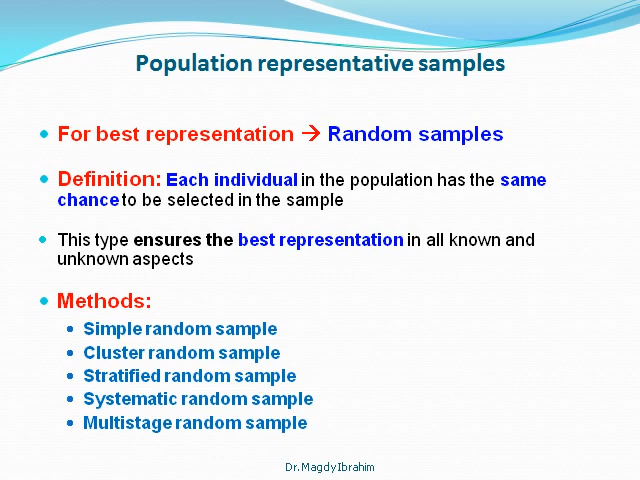 Population representative samples
For best representation → Random samples
Definition: Each individual in the population has the same
chance to be selected in the sample
This type ensures the best representation in all known and
unknown aspects
Methods:
Simple random sample
Cluster random sample
Stratified random sample
Systematic random sample
Multistage random sample
Dr. Magdy Ibrahim